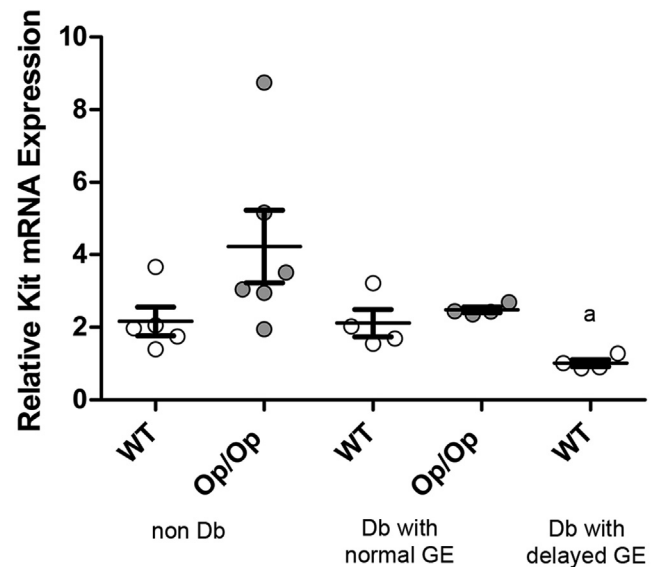 Relative Kit mRNA Expression
10
8
6
4
2
0
a
WT
Op/Op
WT
Op/Op
WT
non Db
Db with
normal GE
Db with
delayed GE